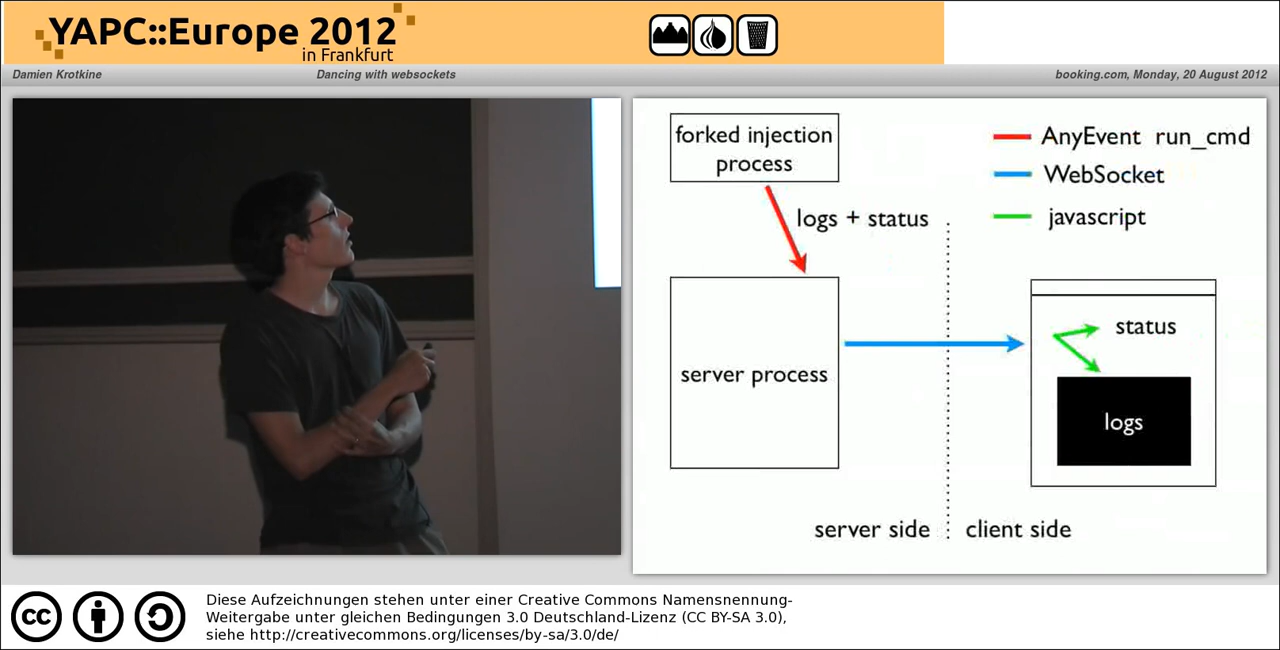 YAPC::Europe 2012
in Frankfurt
Damien Krotkine
Dancing with websockets
booking.com, Monday, 20 August 2012
forked injection
process
AnyEvent run_cmd
WebSocket
javascript
logs + status
server process
status
logs
server side
client side
cc
Diese Aufzeichnungen stehen unter einer Creative Commons Namensnennung-
Weitergabe unter gleichen Bedingungen 3.0 Deutschland-Lizenz (CC BY-SA 3.0),
siehe http://creativecommons.org/licenses/by-sa/3.0/de/